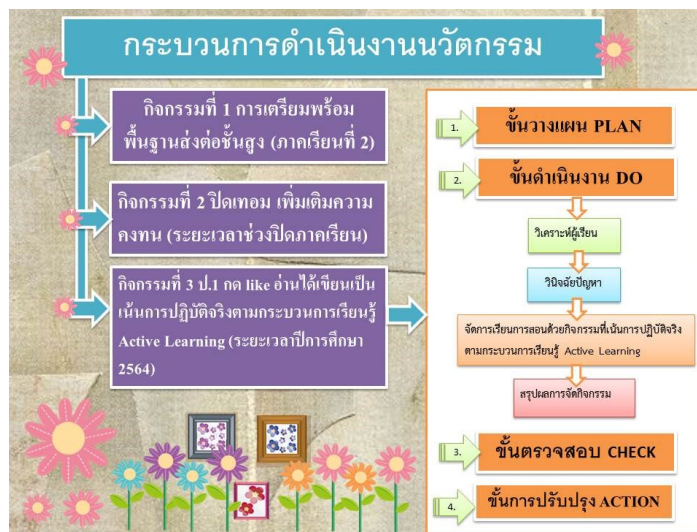 กระบวนการดำเนินงานนวัตกรรม
กิจกรรมที่ 1 การเตรียมพร้อม
พื้นฐานส่งต่อชั้นสูง (ภาคเรียนที่ 2)
กิจกรรมที่ 2 ปิดเทอม เพิ่มเติมความ
คงทน (ระยะเวลาช่วงปิดภาคเรียน)
กิจกรรมที่ 3 ป.1 กด like อ่านได้เขียนเป็น
เน้นการปฏิบัติจริงตามกระบวนการเรียนรู้
Active Learning (ระยะเวลาปีการศึกษา
2564)
1. ขั้นวางแผน PLAN
2. ขั้นดำเนินงาน DO
วิเคราะห์ผู้เรียน
วินิจฉัยปัญหา
จัดการเรียนการสอนด้วยกิจกรรมที่เน้นการปฏิบัติจริง
ตามกระบวนการเรียนรู้ Active Learning
สรุปผลการจัดกิจกรรม
3. ขั้นตรวจสอบ CHECK
4. ขั้นการปรับปรุง ACTION